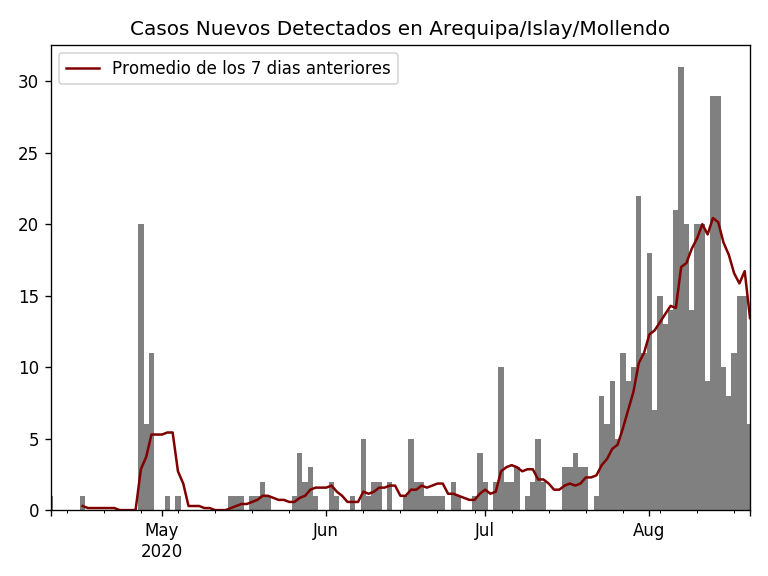 Casos Nuevos Detectados en Arequipa/Islay/Mollendo
Promedio de los 7 dias anteriores
30
25
20
15
10
5
0
May
2020
Jun
Jul
Aug